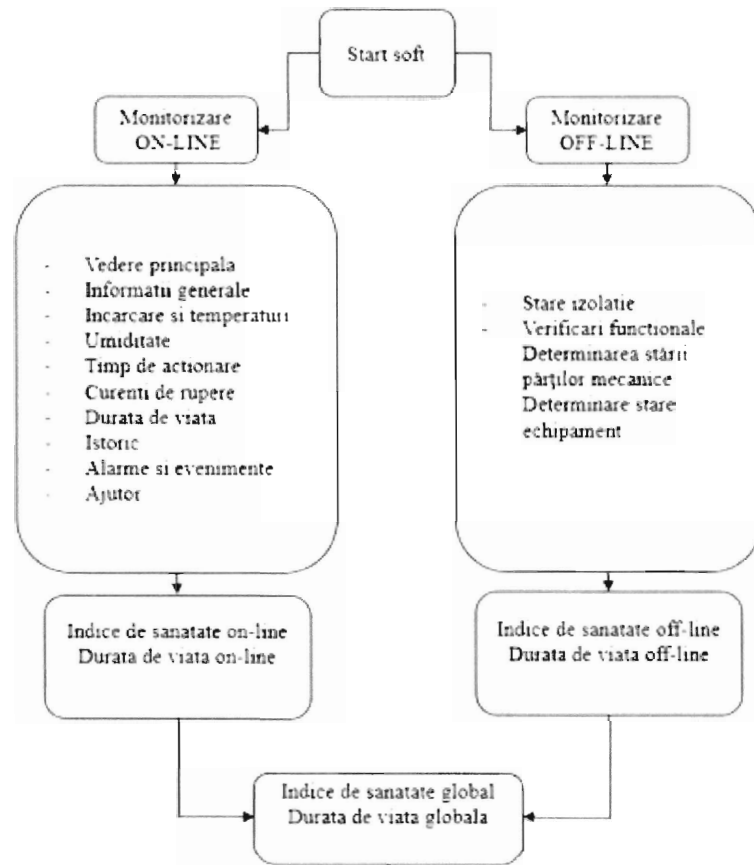 Start soft
Monitorizare
ON-LINE
Monitorizare
OFF-LINE
- Vedere principala
- Informatii generale
- Incarcare si temperaturi
- Umiditate
- Timp de actionare
- Curenti de rupere
- Durata de viata
- Istoric
- Alarme si evenimente
- Ajutor
- Stare izolatie
- Verificari functionale
- Determinarea stării
părţilor mecanice
- Determinare stare
echipament
Indice de sanatate on-line
Durata de viata on-line
Indice de sanatate off-line
Durata de viata off-line
Indice de sanatate global
Durata de viata globala